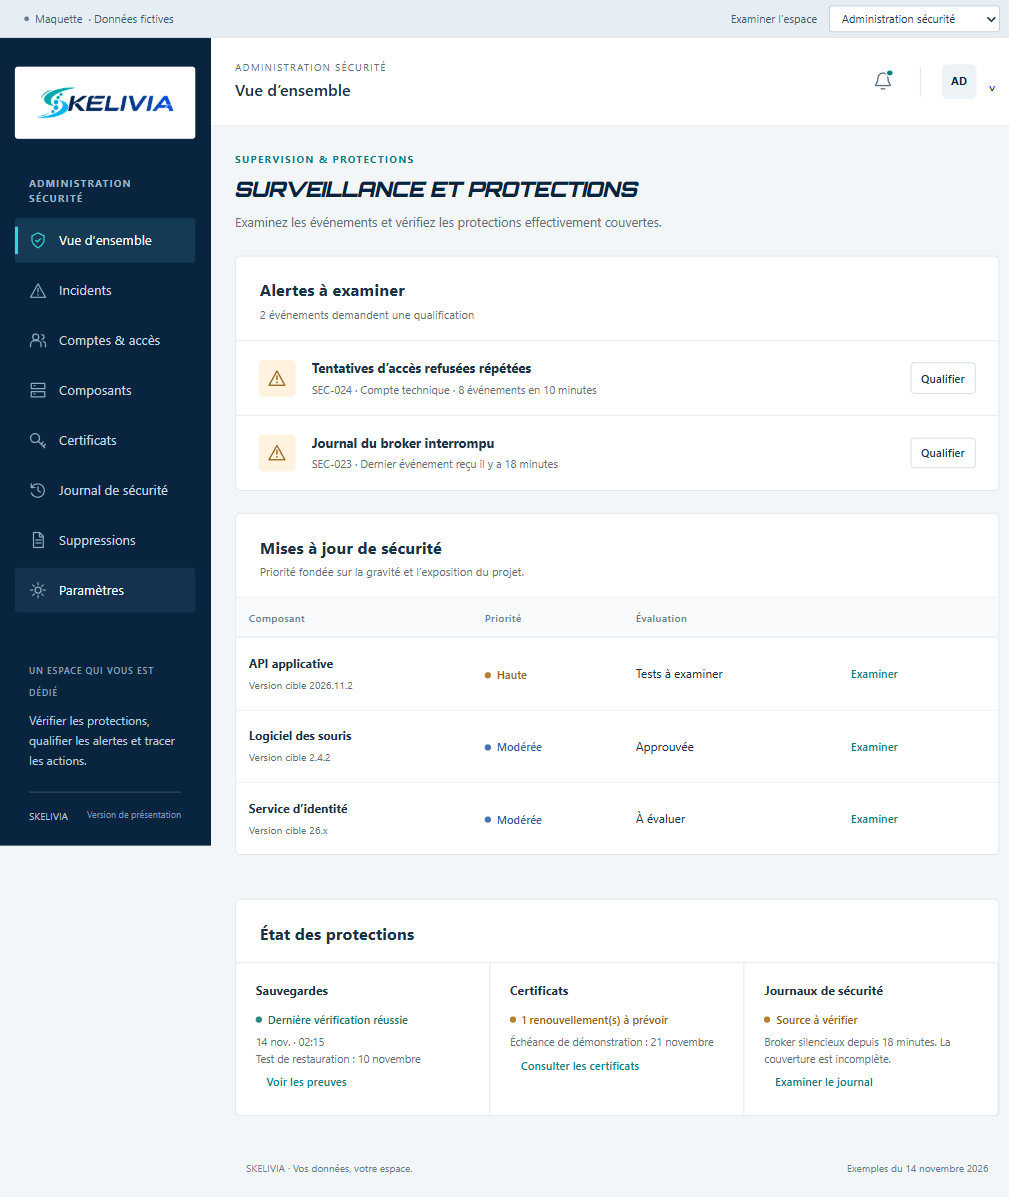 Maquette · Données fictives
Examiner l'espace
Administration sécurité
SKELIVIA
ADMINISTRATION
SÉCURITÉ
Vue d’ensemble
Incidents
Comptes & accès
Composants
Certificats
Journal de sécurité
Suppressions
Paramètres
UN ESPACE QUI VOUS EST
DÉDIÉ
Vérifier les protections,
qualifier les alertes et tracer
les actions.
SKELIVIA
Version de présentation
ADMINISTRATION SÉCURITÉ
Vue d’ensemble
AD
SUPERVISION & PROTECTIONS
SURVEILLANCE ET PROTECTIONS
Examinez les événements et vérifiez les protections effectivement couvertes.
Alertes à examiner
2 événements demandent une qualification
Tentatives d’accès refusées répétées
SEC-024 · Compte technique · 8 événements en 10 minutes
Qualifier
Journal du broker interrompu
SEC-023 · Dernier événement reçu il y a 18 minutes
Qualifier
Mises à jour de sécurité
Priorité fondée sur la gravité et l’exposition du projet.
Composant
Priorité
Évaluation
API applicative
Version cible 2026.11.2
Haute
Tests à examiner
Examiner
Logiciel des souris
Version cible 2.4.2
Modérée
Approuvée
Examiner
Service d’identité
Version cible 26.x
Modérée
À évaluer
Examiner
État des protections
Sauvegardes
Dernière vérification réussie
14 nov. · 02:15
Test de restauration : 10 novembre
Voir les preuves
Certificats
1 renouvellement(s) à prévoir
Échéance de démonstration : 21 novembre
Consulter les certificats
Journaux de sécurité
Source à vérifier
Broker silencieux depuis 18 minutes. La
couverture est incomplète.
Examiner le journal
SKELIVIA · Vos données, votre espace.
Exemples du 14 novembre 2026